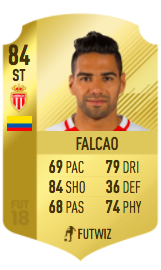 84
ST
FALCAO
69 PAC 79 DRI
84 SHO 36 DEF
68 PAS 74 PHY
FUT
18
FUTWIZ